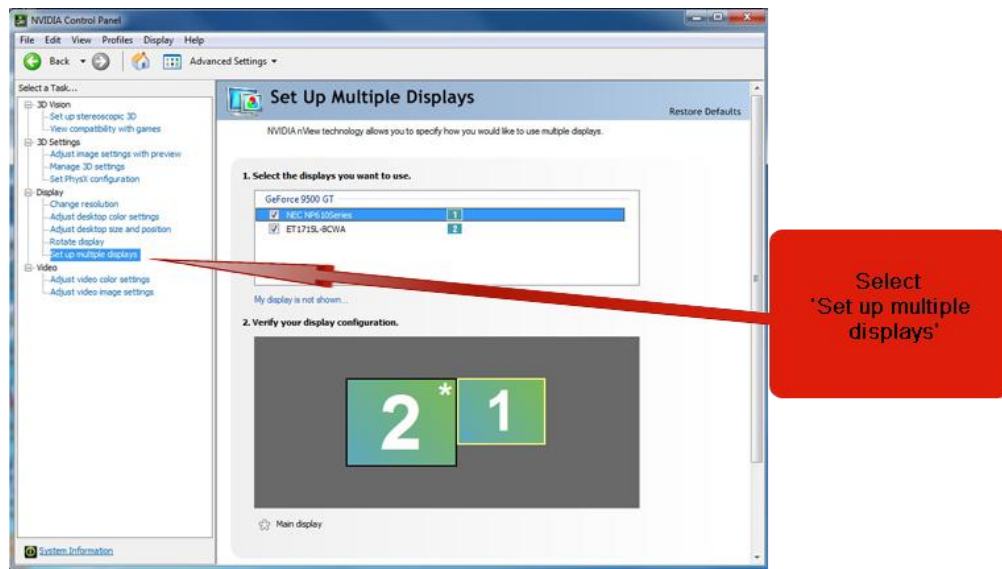 NVIDIA Control Panel
File Edit View Profiles Display Help
Back Advanced Settings
Select a Task...
3D Vision
Set up stereoscopic 3D
View compatibility with games
3D Settings
Adjust image settings with preview
Manage 3D settings
Set PhysX configuration
Display
Change resolution
Adjust desktop color settings
Adjust desktop size and position
Rotate display
Set up multiple displays
Video
Adjust video color settings
Adjust video image settings
System Information
Set Up Multiple Displays
Restore Defaults
NVIDIA nView technology allows you to specify how you would like to use multiple displays.
1. Select the displays you want to use.
GeForce 9500 GT
NEC NP610Series 1
ET171SL-8CWA 2
My display is not shown...
2. Verify your display configuration.
2 * 1
Main display
Select
'Set up multiple
displays'